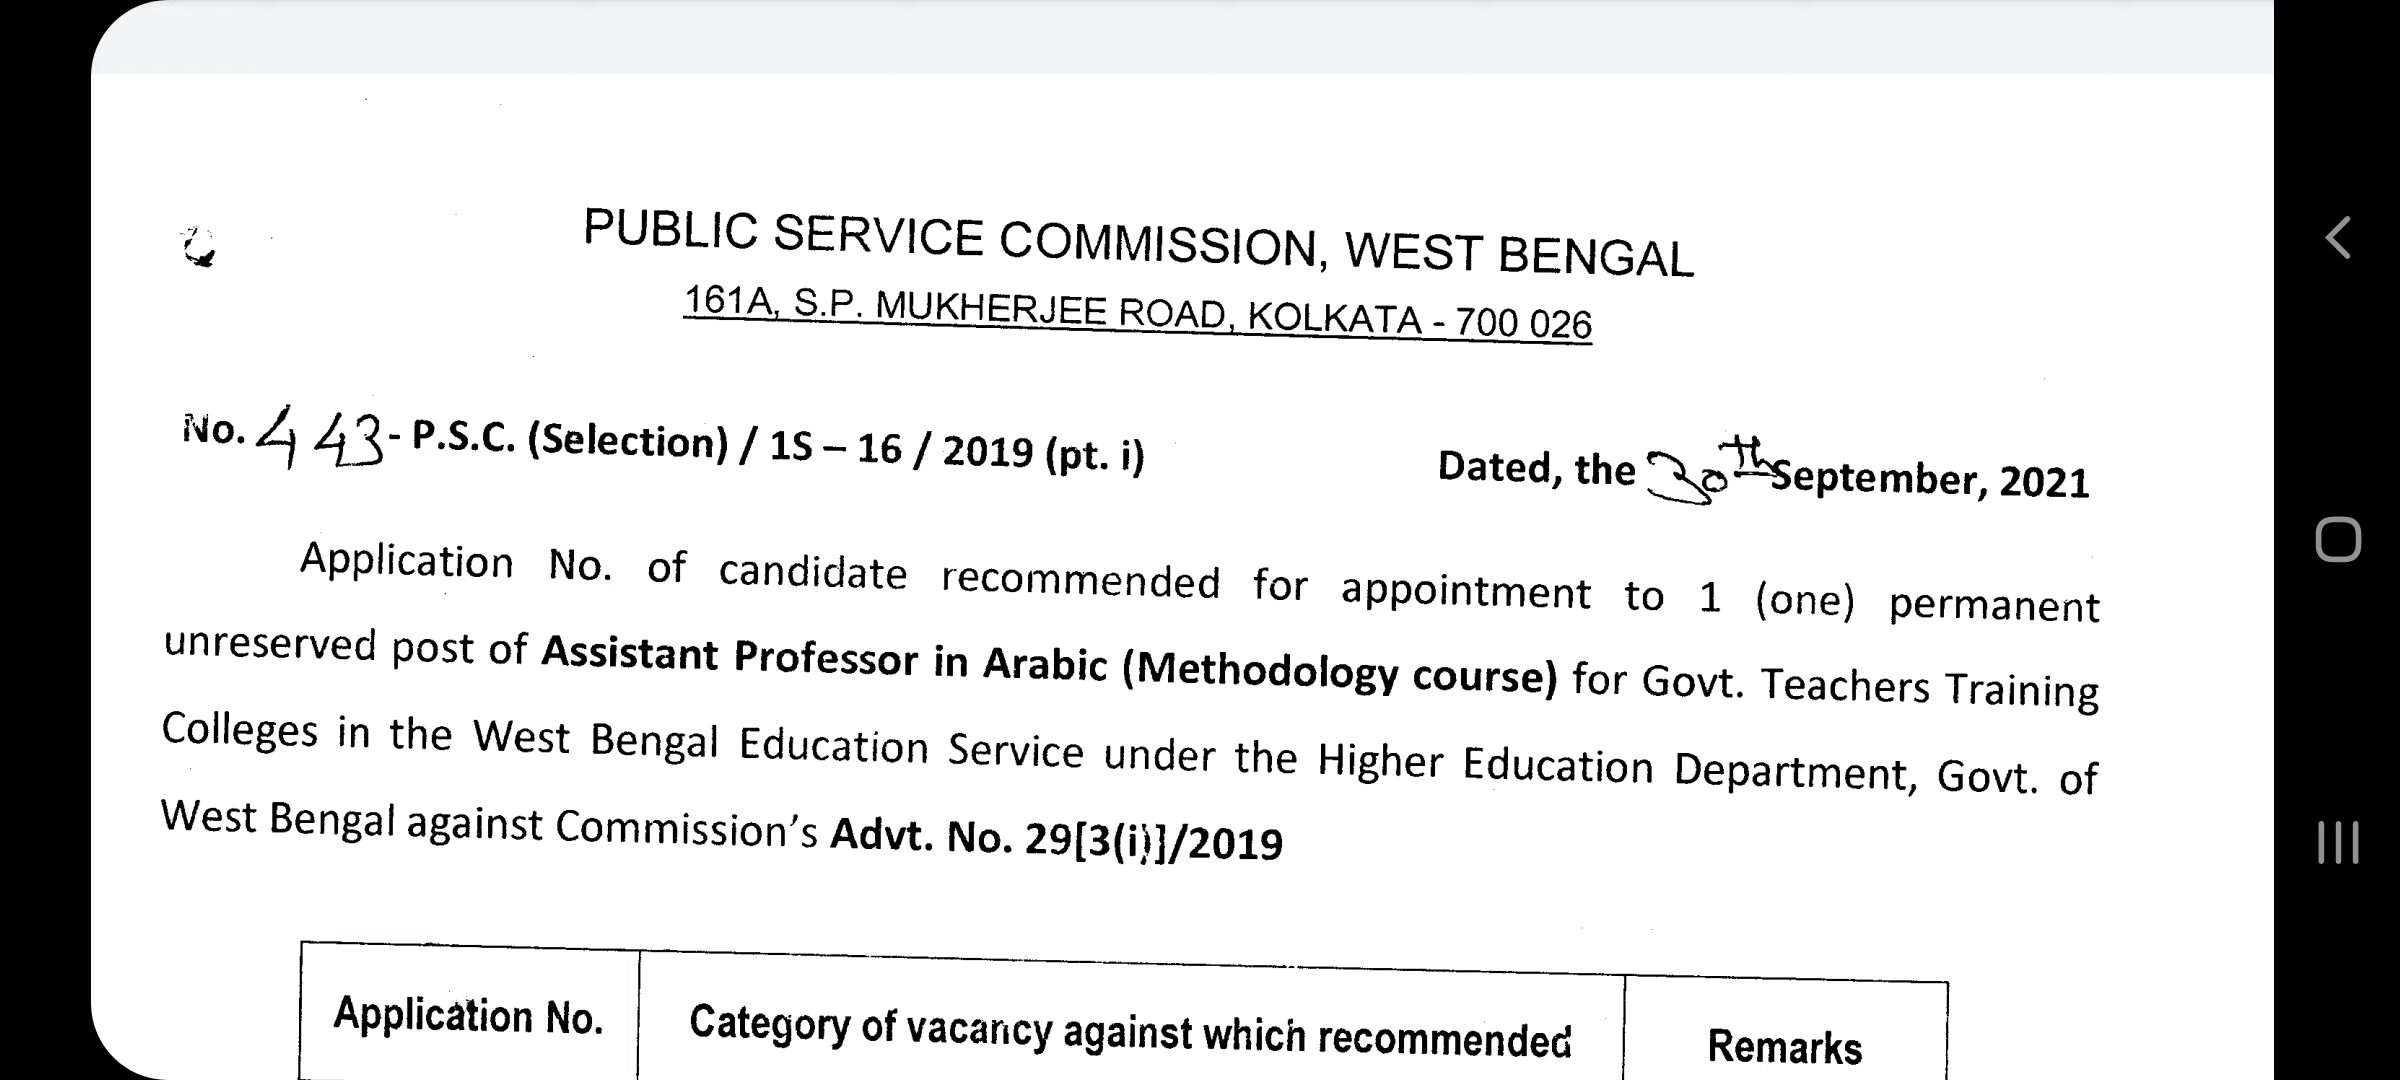 PUBLIC SERVICE COMMISSION, WEST BENGAL
161A, S.P. MUKHERJEE ROAD, KOLKATA - 700 026
No. 443- P.S.C. (Selection) / 1S – 16 / 2019 (pt. i) Dated, the 30th September, 2021
Application No. of candidate recommended for appointment to 1 (one) permanent
unreserved post of Assistant Professor in Arabic (Methodology course) for Govt. Teachers Training
Colleges in the West Bengal Education Service under the Higher Education Department, Govt. of
West Bengal against Commission’s Advt. No. 29[3(i)]/2019
Application No. Category of vacancy against which recommended Remarks